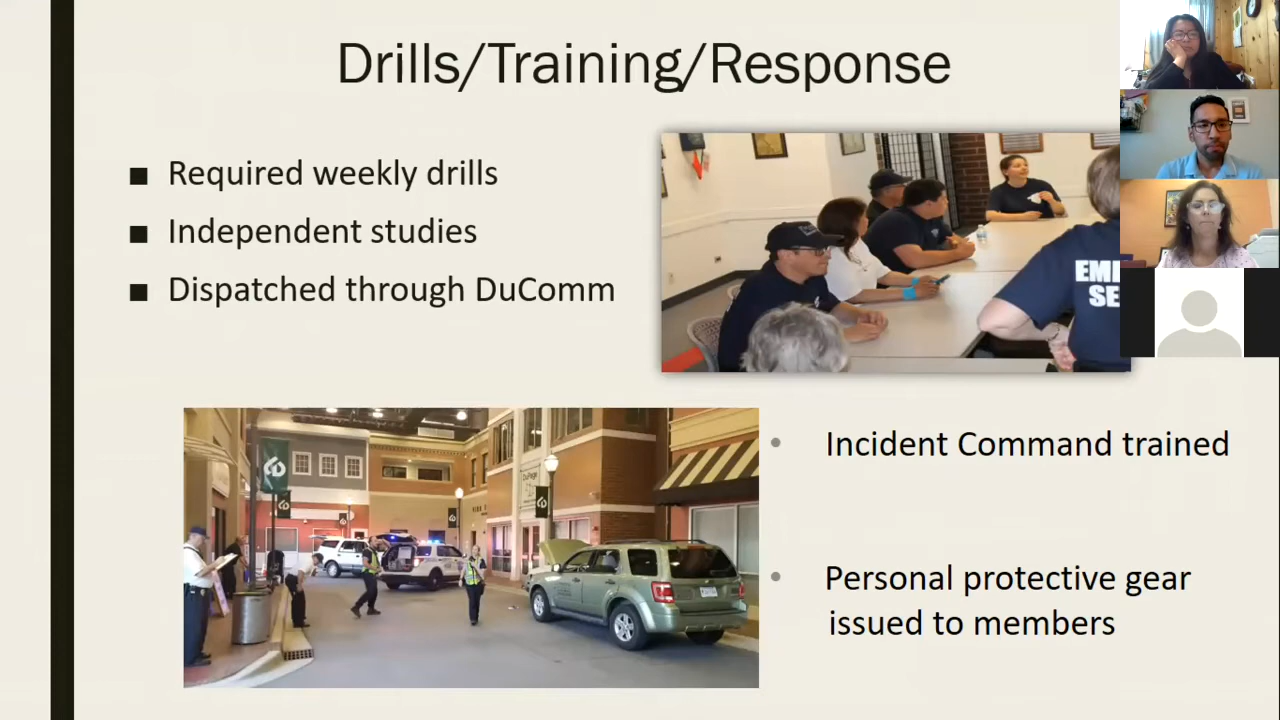 Drills/Training/Response
■ Required weekly drills
■ Independent studies
■ Dispatched through DuComm
• Incident Command trained
• Personal protective gear
issued to members